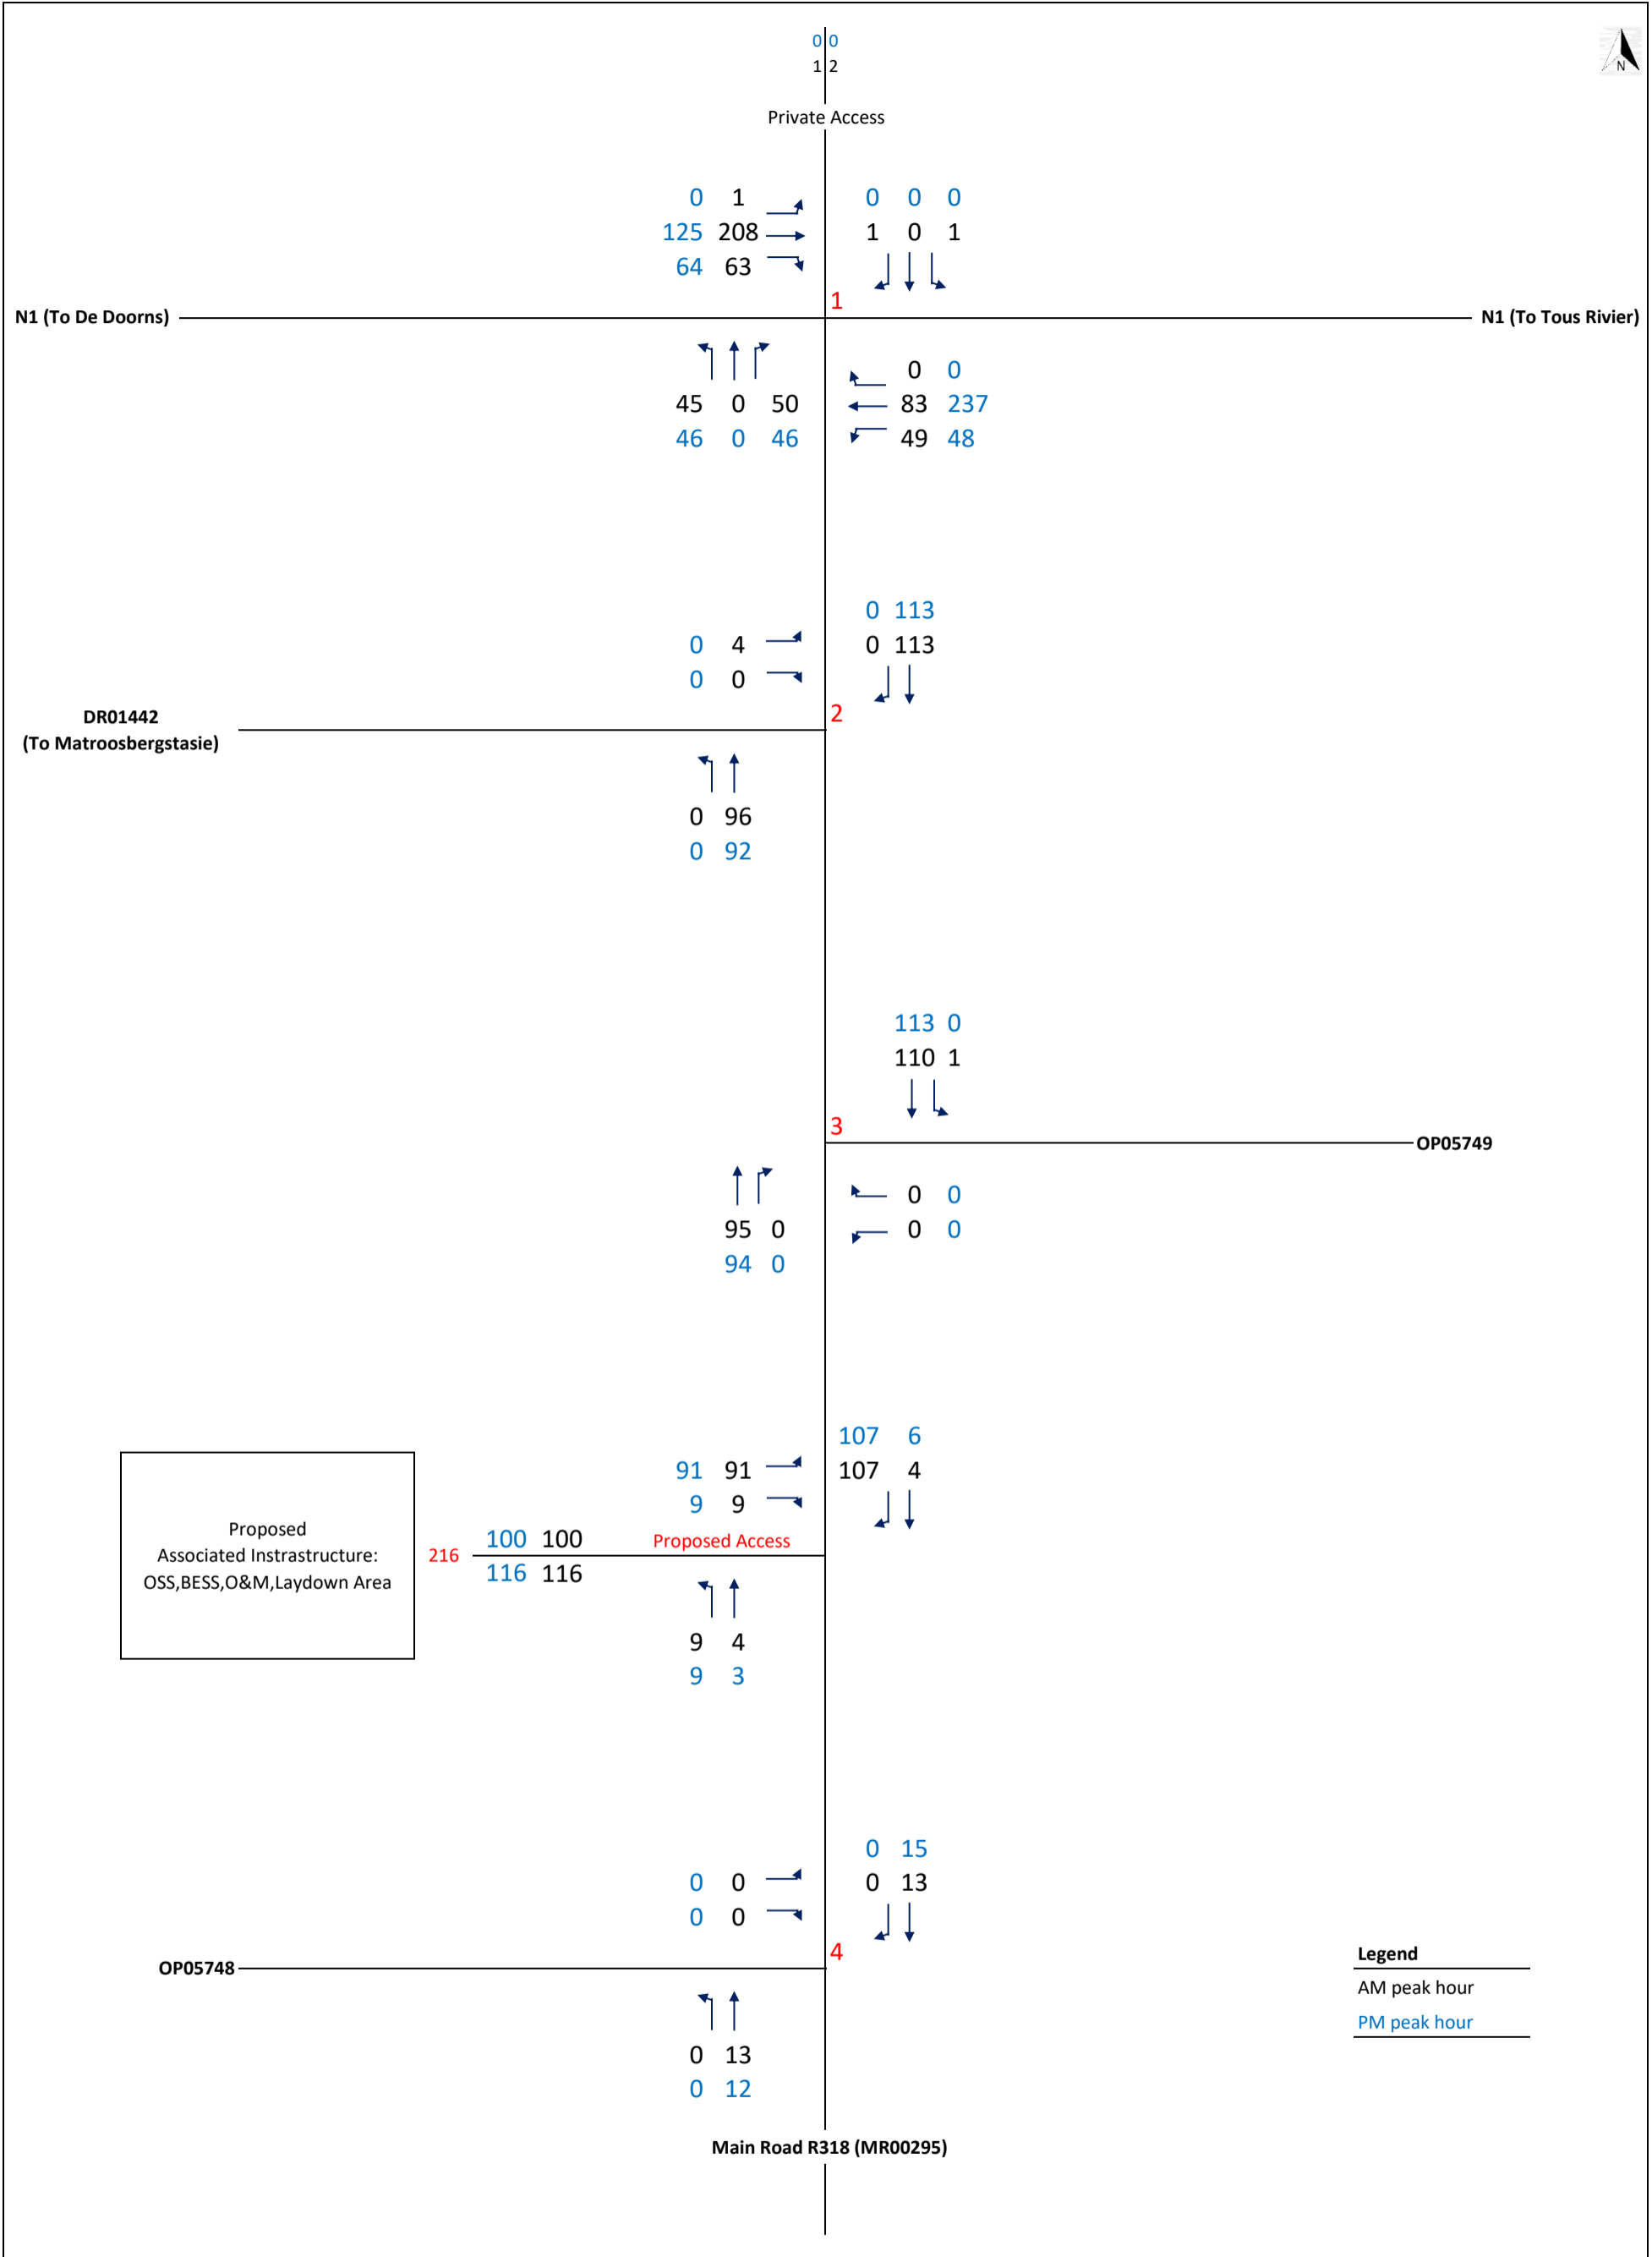 0 0
1 2
N
Private Access
0 1 0 0 0
125 208 1 0 1
64 63
1
N1 (To De Doorns) N1 (To Tous Rivier)
0 0
45 0 50 83 237
46 0 46 49 48
0 113
0 4 0 113
0 0
DR01442
(To Matroosbergstasie)
2
0 96
0 92
113 0
110 1
3
OP05749
0 0
95 0 0 0
94 0
107 6
91 91 107 4
9 9
Proposed
Associated Instrastructure:
OSS,BESS,O&M,Laydown Area
216
100 100 Proposed Access
116 116
9 4
9 3
0 15
0 0 0 13
0 0
4
OP05748
Legend
AM peak hour
PM peak hour
0 13
0 12
Main Road R318 (MR00295)